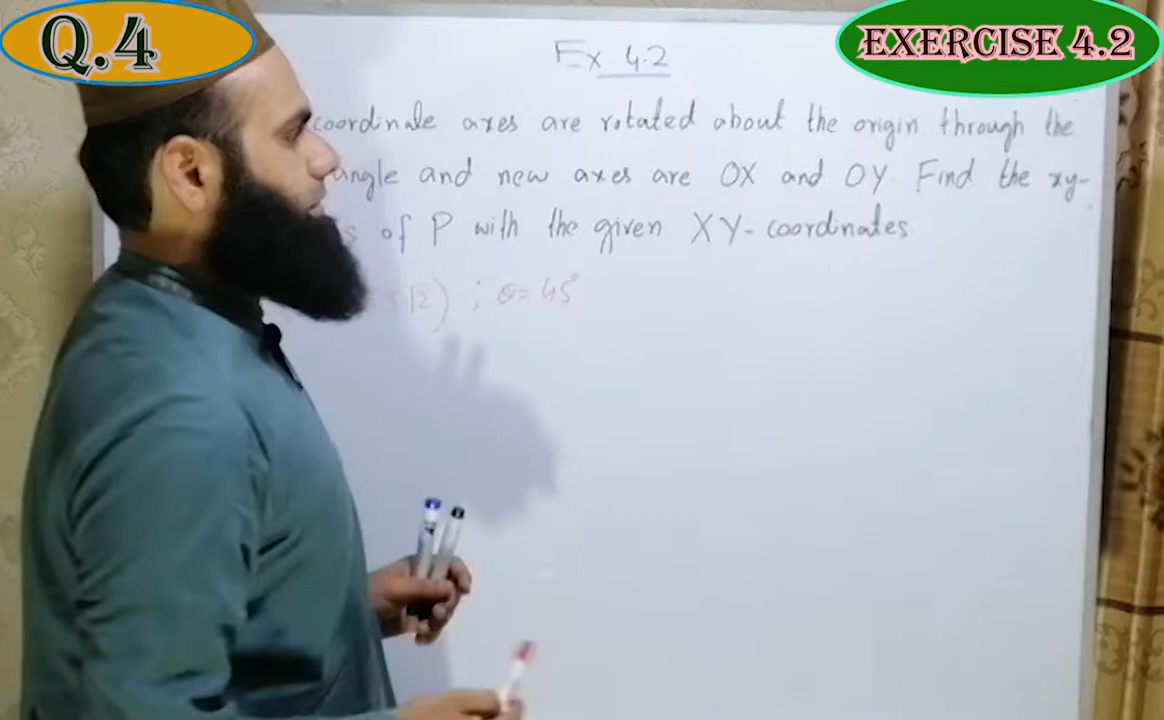 Q.4
EXERCISE 4.2
Ex 4.2
coordinate axes are rotated about the origin through the
angle and new axes are OX and OY. Find the xy-
s of P with the given XY-coordinates
√2) ; θ=45°